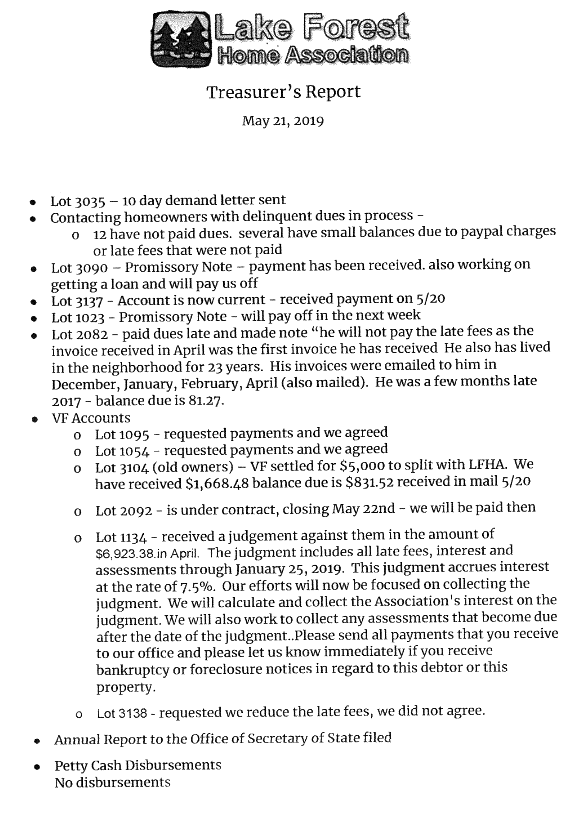 Lake Forest
Home Association
Treasurer's Report
May 21, 2019
• Lot 3035 – 10 day demand letter sent
• Contacting homeowners with delinquent dues in process -
o 12 have not paid dues. several have small balances due to paypal charges
or late fees that were not paid
• Lot 3090 – Promissory Note – payment has been received. also working on
getting a loan and will pay us off
• Lot 3137 - Account is now current - received payment on 5/20
• Lot 1023 - Promissory Note - will pay off in the next week
• Lot 2082 - paid dues late and made note "he will not pay the late fees as the
invoice received in April was the first invoice he has received He also has lived
in the neighborhood for 23 years. His invoices were emailed to him in
December, January, February, April (also mailed). He was a few months late
2017 - balance due is 81.27.
• VF Accounts
o Lot 1095 - requested payments and we agreed
o Lot 1054 - requested payments and we agreed
o Lot 3104 (old owners) – VF settled for $5,000 to split with LFHA. We
have received $1,668.48 balance due is $831.52 received in mail 5/20
o Lot 2092 - is under contract, closing May 22nd - we will be paid then
o Lot 1134 - received a judgement against them in the amount of
$6,923.38.in April. The judgment includes all late fees, interest and
assessments through January 25, 2019. This judgment accrues interest
at the rate of 7.5%. Our efforts will now be focused on collecting the
judgment. We will calculate and collect the Association's interest on the
judgment. We will also work to collect any assessments that become due
after the date of the judgment..Please send all payments that you receive
to our office and please let us know immediately if you receive
bankruptcy or foreclosure notices in regard to this debtor or this
property.
o Lot 3138 - requested we reduce the late fees, we did not agree.
• Annual Report to the Office of Secretary of State filed
• Petty Cash Disbursements
No disbursements